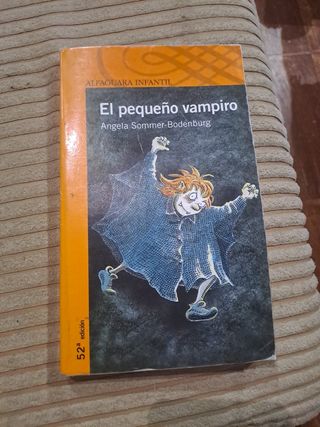 ALFAGUARA INFANTIL
El pequeño vampiro
Angela Sommer-Bodenburg
52ª edición